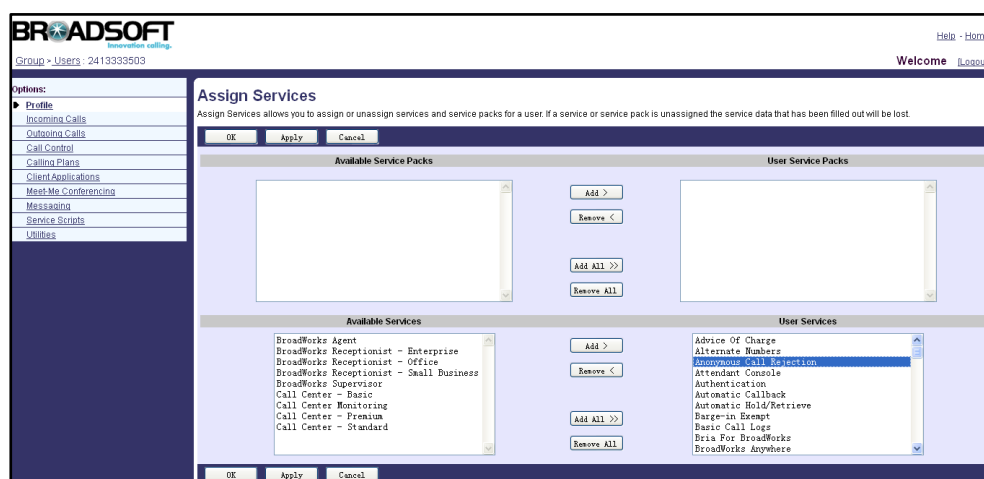 BROADSOFT
Innovation calling.
Help - Hom
Group > Users : 2413333503
Welcome [Logou
Options:
Profile
Incoming Calls
Outgoing Calls
Call Control
Calling Plans
Client Applications
Meet-Me Conferencing
Messaging
Service Scripts
Utilities
Assign Services
Assign Services allows you to assign or unassign services and service packs for a user. If a service or service pack is unassigned the service data that has been filled out will be lost.
OK Apply Cancel
Available Service Packs User Service Packs
Add >
Remove <
Add All >>
Remove All
Available Services User Services
BroadWorks Agent
BroadWorks Receptionist - Enterprise
BroadWorks Receptionist - Office
BroadWorks Receptionist - Small Business
BroadWorks Supervisor
Call Center - Basic
Call Center Monitoring
Call Center - Premium
Call Center - Standard
Add >
Remove <
Add All >>
Remove All
Advice Of Charge
Alternate Numbers
Anonymous Call Rejection
Attendant Console
Authentication
Automatic Callback
Automatic Hold/Retrieve
Barge-in Exempt
Basic Call Logs
Bria For BroadWorks
BroadWorks Anywhere
OK Apply Cancel